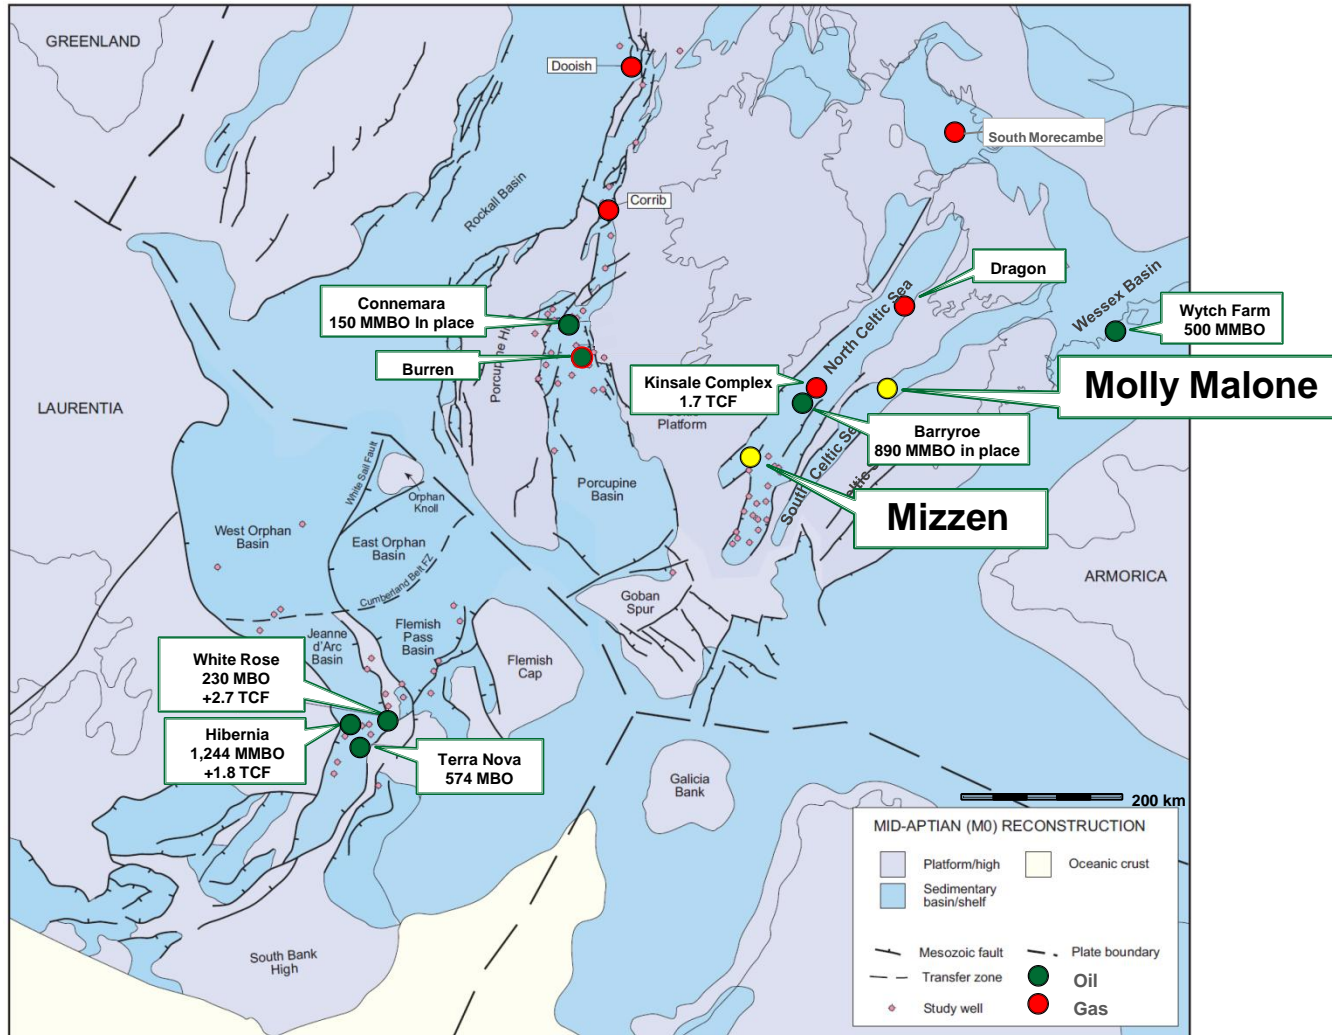 GREENLAND
Dooish
South Morecambe
Rockall Basin
Corrib
Dragon
Connemara
150 MMBO In place
Wessex Basin
Wytch Farm
500 MMBO
North Celtic Sea
Burren
Kinsale Complex
1.7 TCF
Molly Malone
LAURENTIA
Platform
Barryroe
890 MMBO in place
White Sail Fault
Orphan
Knoll
Porcupine
Basin
Mizzen
West Orphan
Basin
East Orphan
Basin
Cumberland Belt FZ
ARMORICA
Goban
Spur
Jeanne
d'Arc
Basin
Flemish
Pass
Basin
Flemish
Cap
White Rose
230 MBO
+2.7 TCF
Hibernia
1,244 MMBO
+1.8 TCF
Terra Nova
574 MBO
Galicia
Bank
200 km
MID-APTIAN (M0) RECONSTRUCTION
Platform/high
Oceanic crust
Sedimentary
basin/shelf
South Bank
High
Mesozoic fault
Plate boundary
Transfer zone
Oil
Study well
Gas